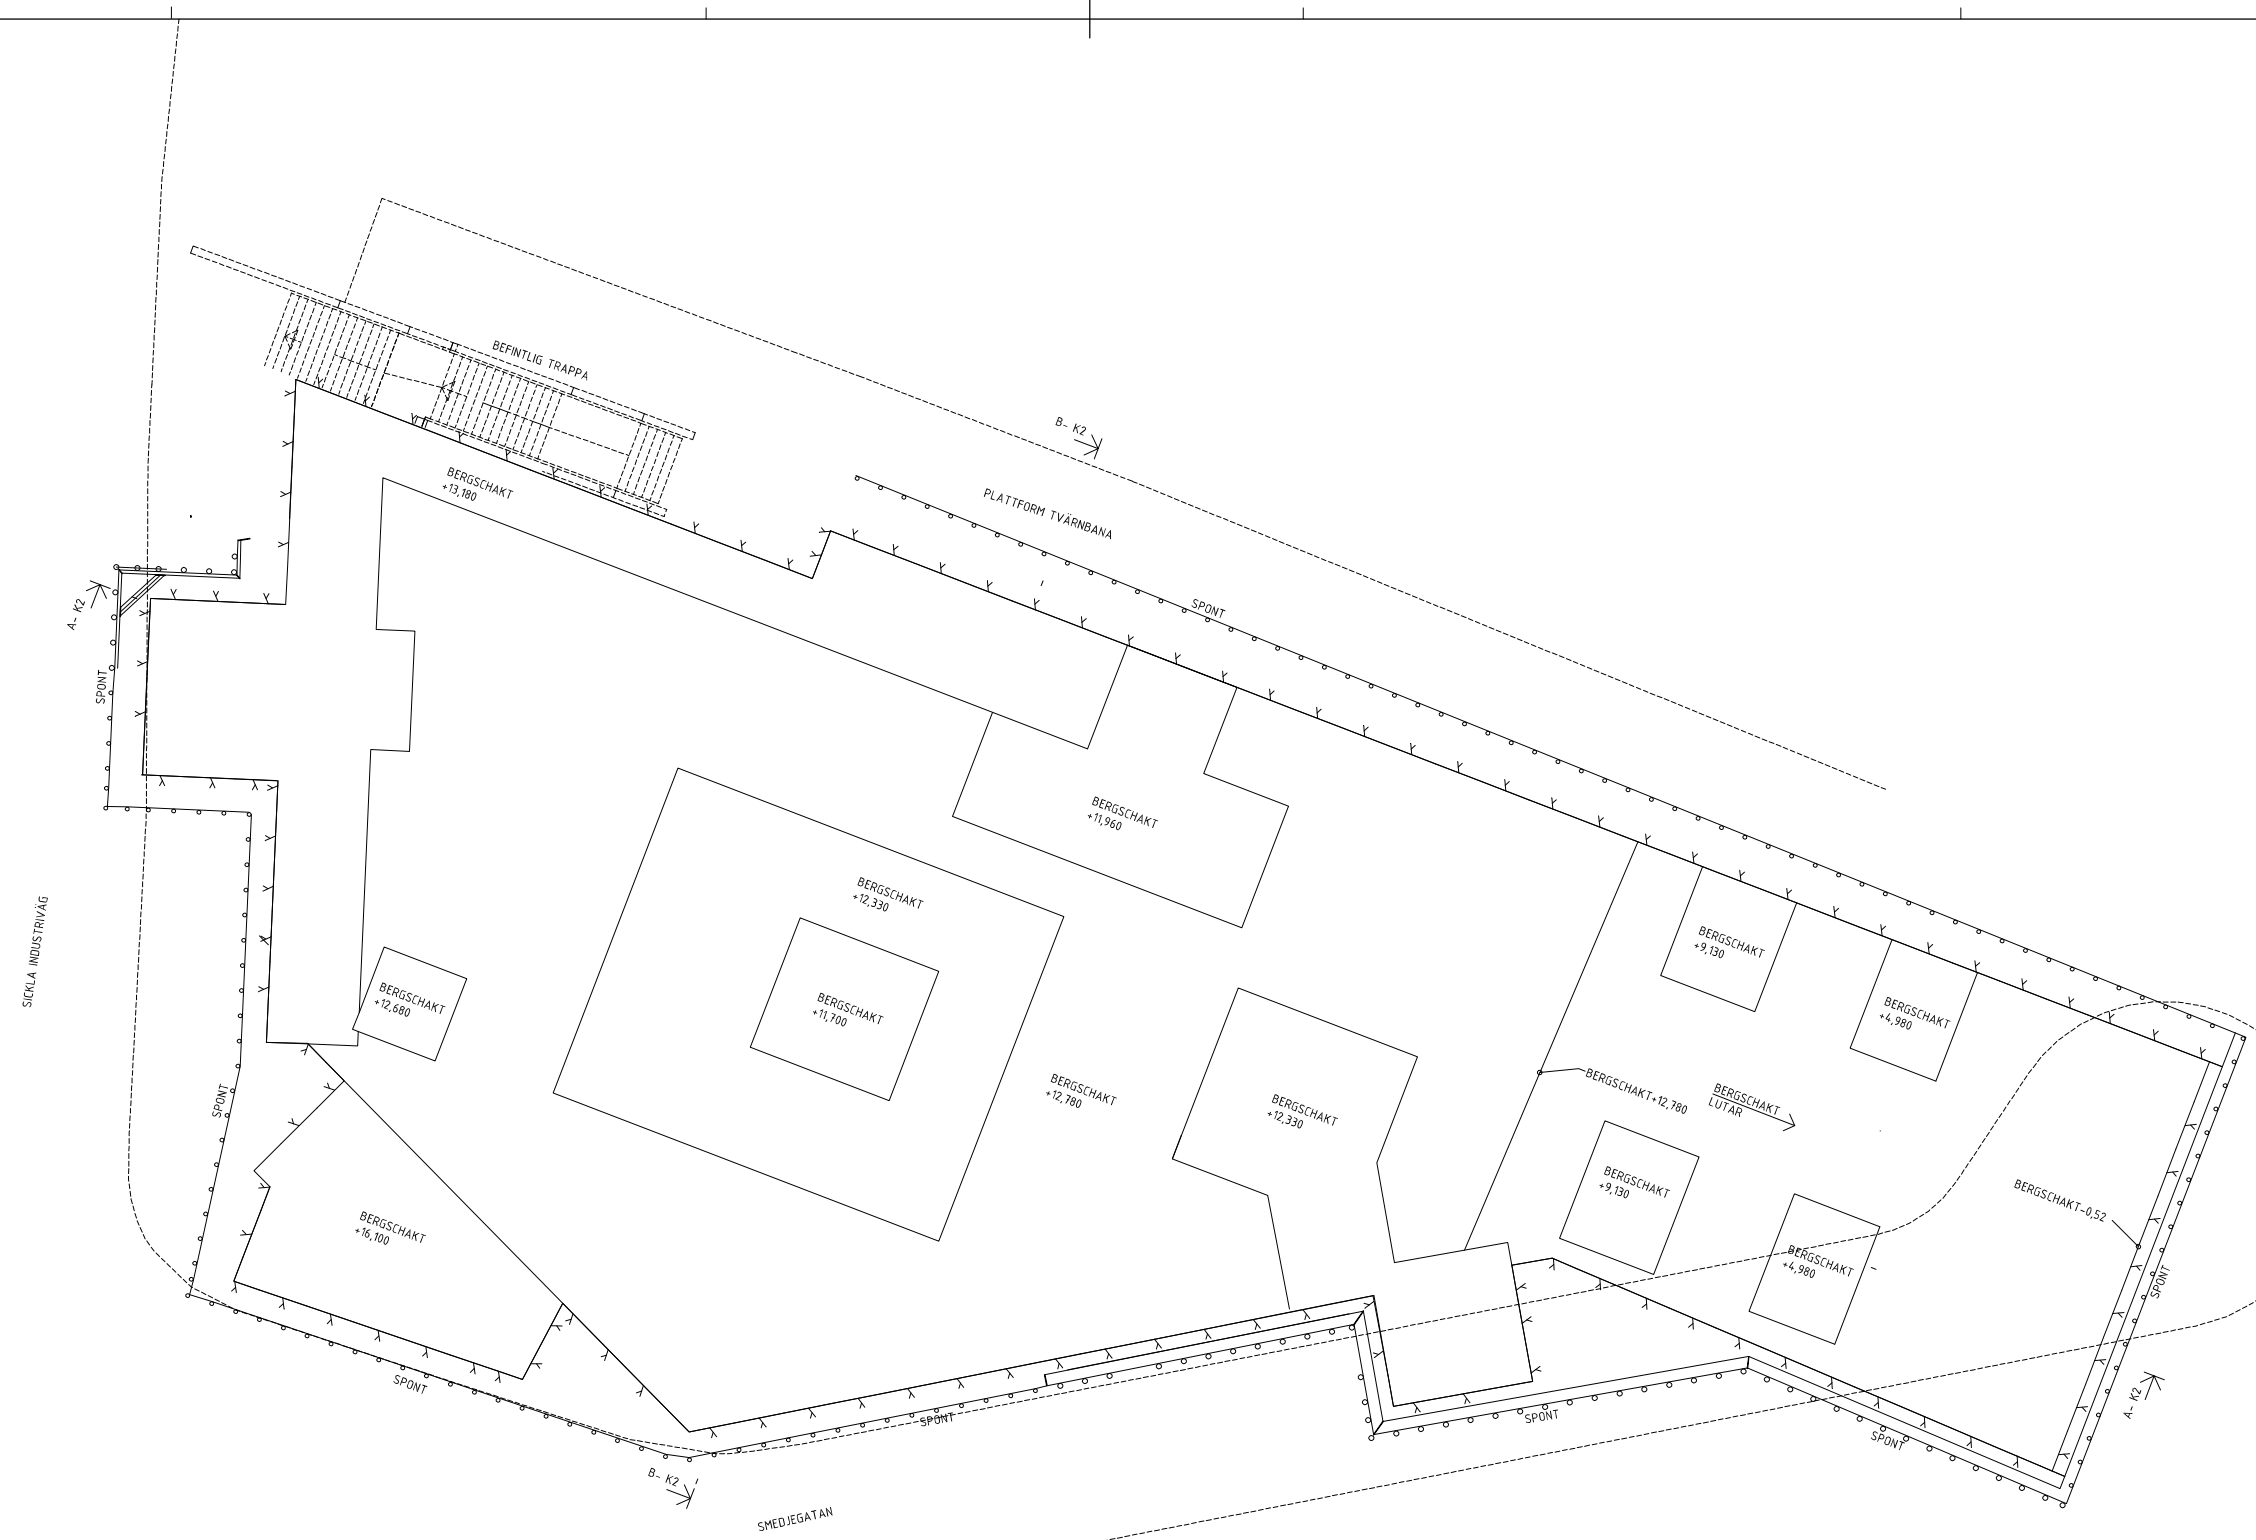 BEFINTLIG TRAPPA
B- K2
BERGSCHAKT
+13,180
PLATTFORM TVÄRNBANA
SPONT
A- K2
SPONT
BERGSCHAKT
+11,960
BERGSCHAKT
+12,330
SICKLA INDUSTRIVÄG
BERGSCHAKT
+9,130
BERGSCHAKT
+12,680
BERGSCHAKT
+11,700
BERGSCHAKT
+4,980
BERGSCHAKT
+12,780
BERGSCHAKT
+12,330
BERGSCHAKT+12,780
BERGSCHAKT
LUTAR
SPONT
BERGSCHAKT
+9,130
BERGSCHAKT-0,52
BERGSCHAKT
+16,100
BERGSCHAKT
+4,980
SPONT
SPONT
SPONT
SPONT
SPONT
A- K2
B- K2
SMEDJEGATAN